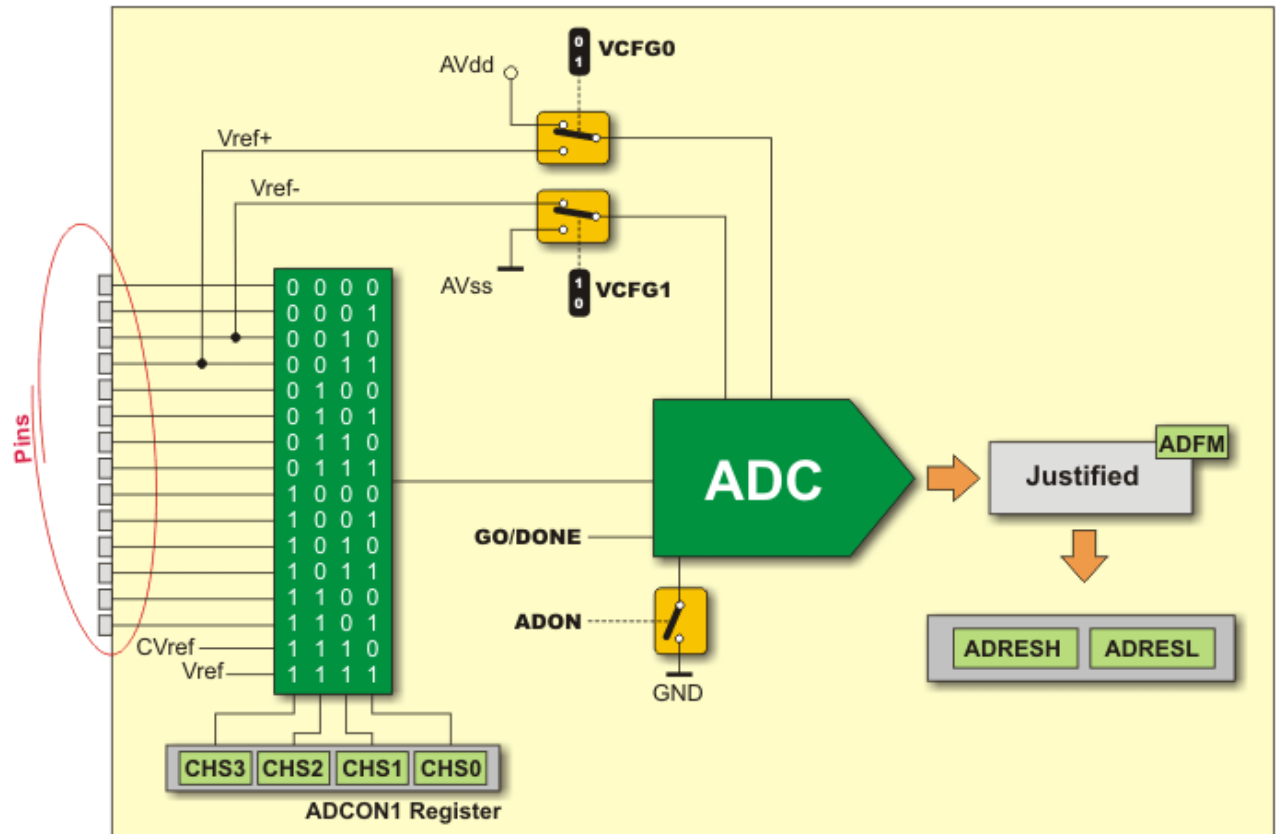 0
1
VCFG0
AVdd
Vref+
Vref-
AVss
1
0
VCFG1
Pins
0 0 0 0
0 0 0 1
0 0 1 0
0 0 1 1
0 1 0 0
0 1 0 1
0 1 1 0
0 1 1 1
1 0 0 0
1 0 0 1
1 0 1 0
1 0 1 1
1 1 0 0
1 1 0 1
CVref 1 1 1 0
Vref 1 1 1 1
ADC
GO/DONE
ADON
GND
ADFM
Justified
ADRESH ADRESL
CHS3 CHS2 CHS1 CHS0
ADCON1 Register